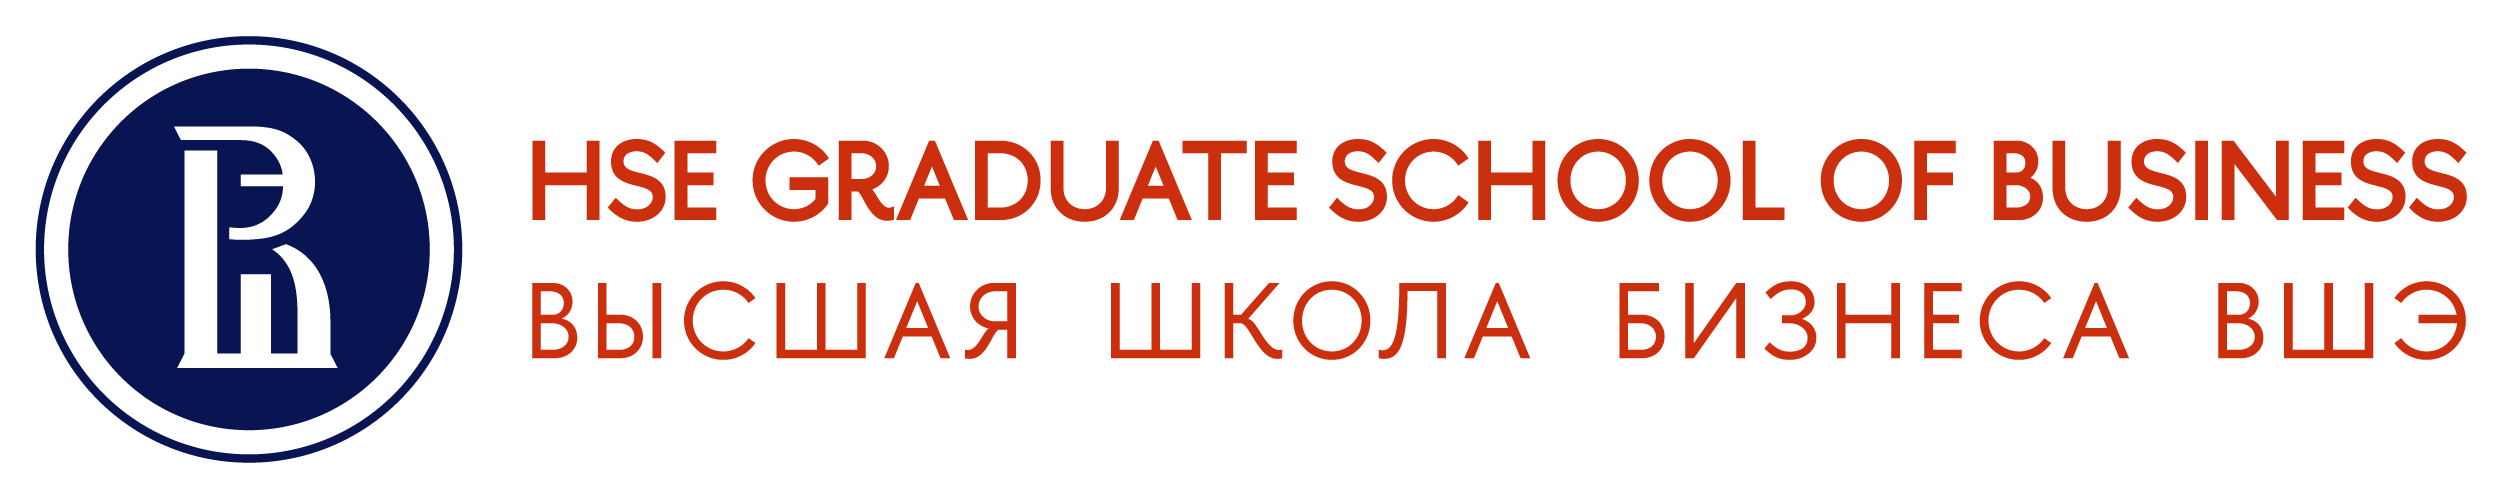 HSE GRADUATE SCHOOL OF BUSINESS
ВЫСШАЯ ШКОЛА БИЗНЕСА ВШЭ